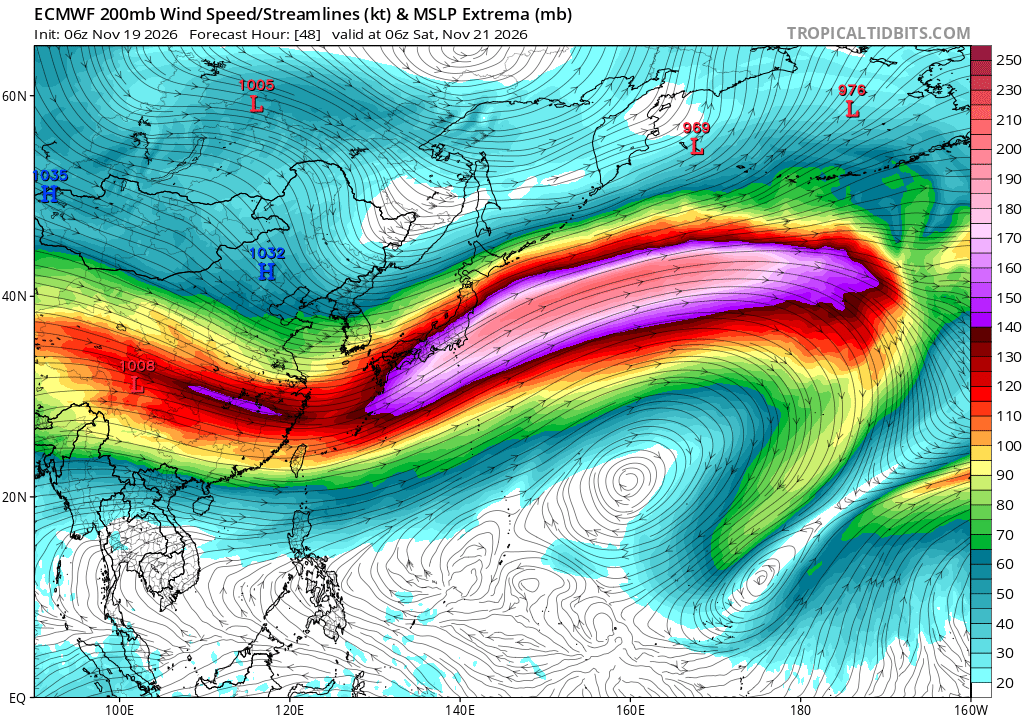 ECMWF 200mb Wind Speed/Streamlines (kt) & MSLP Extrema (mb)
Init: 06z Nov 19 2026 Forecast Hour: [48] valid at 06z Sat, Nov 21 2026
TROPICALTIDBITS.COM
60N
40N
20N
EQ
100E
120E
140E
160E
180
160W
1005
L
976
L
969
L
1035
H
1032
H
1008
L
250
230
210
200
190
180
170
160
150
140
130
120
110
100
90
80
70
60
50
40
30
20